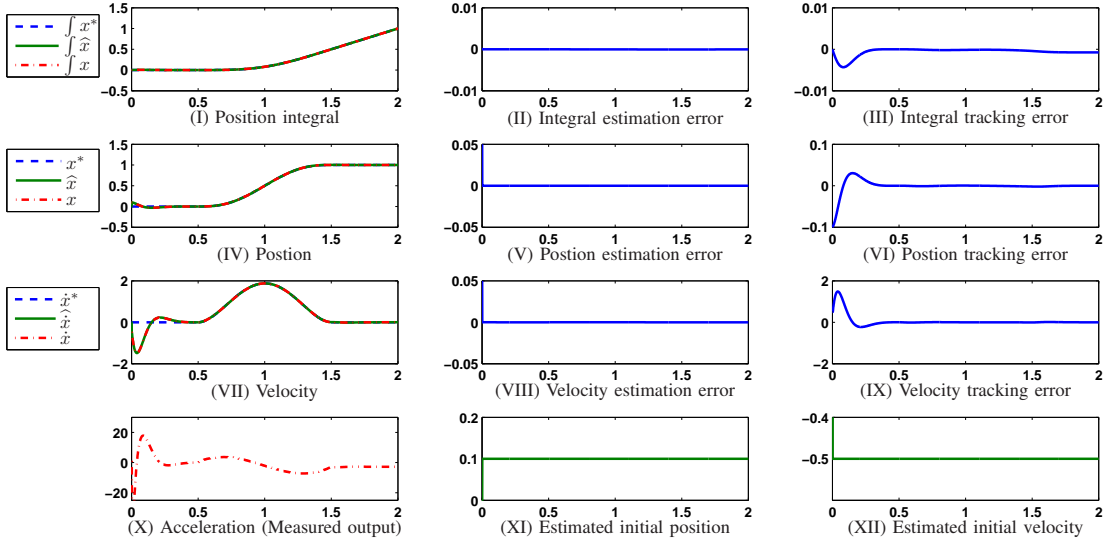 ∫ x*
∫ x̂
∫ x
1.5
1.0
0.5
0
−0.5
0 0.5 1 1.5 2
(I) Position integral
0.01
0
−0.01
0 0.5 1 1.5 2
(II) Integral estimation error
0.01
0
−0.01
0 0.5 1 1.5 2
(III) Integral tracking error
x*
x̂
x
1.5
1
0.5
0
−0.5
0 0.5 1 1.5 2
(IV) Postion
0.05
0
0.05
0 0.5 1 1.5 2
(V) Postion estimation error
0.1
0
−0.1
0 0.5 1 1.5 2
(VI) Postion tracking error
ẋ*
ẋ̂
ẋ
2
0
−2
0 0.5 1 1.5 2
(VII) Velocity
0.05
0
0.05
0 0.5 1 1.5 2
(VIII) Velocity estimation error
2
0
−2
0 0.5 1 1.5 2
(IX) Velocity tracking error
20
0
−20
0 0.5 1 1.5 2
(X) Acceleration (Measured output)
0.2
0.1
0
0 0.5 1 1.5 2
(XI) Estimated initial position
−0.4
−0.5
0 0.5 1 1.5 2
(XII) Estimated initial velocity